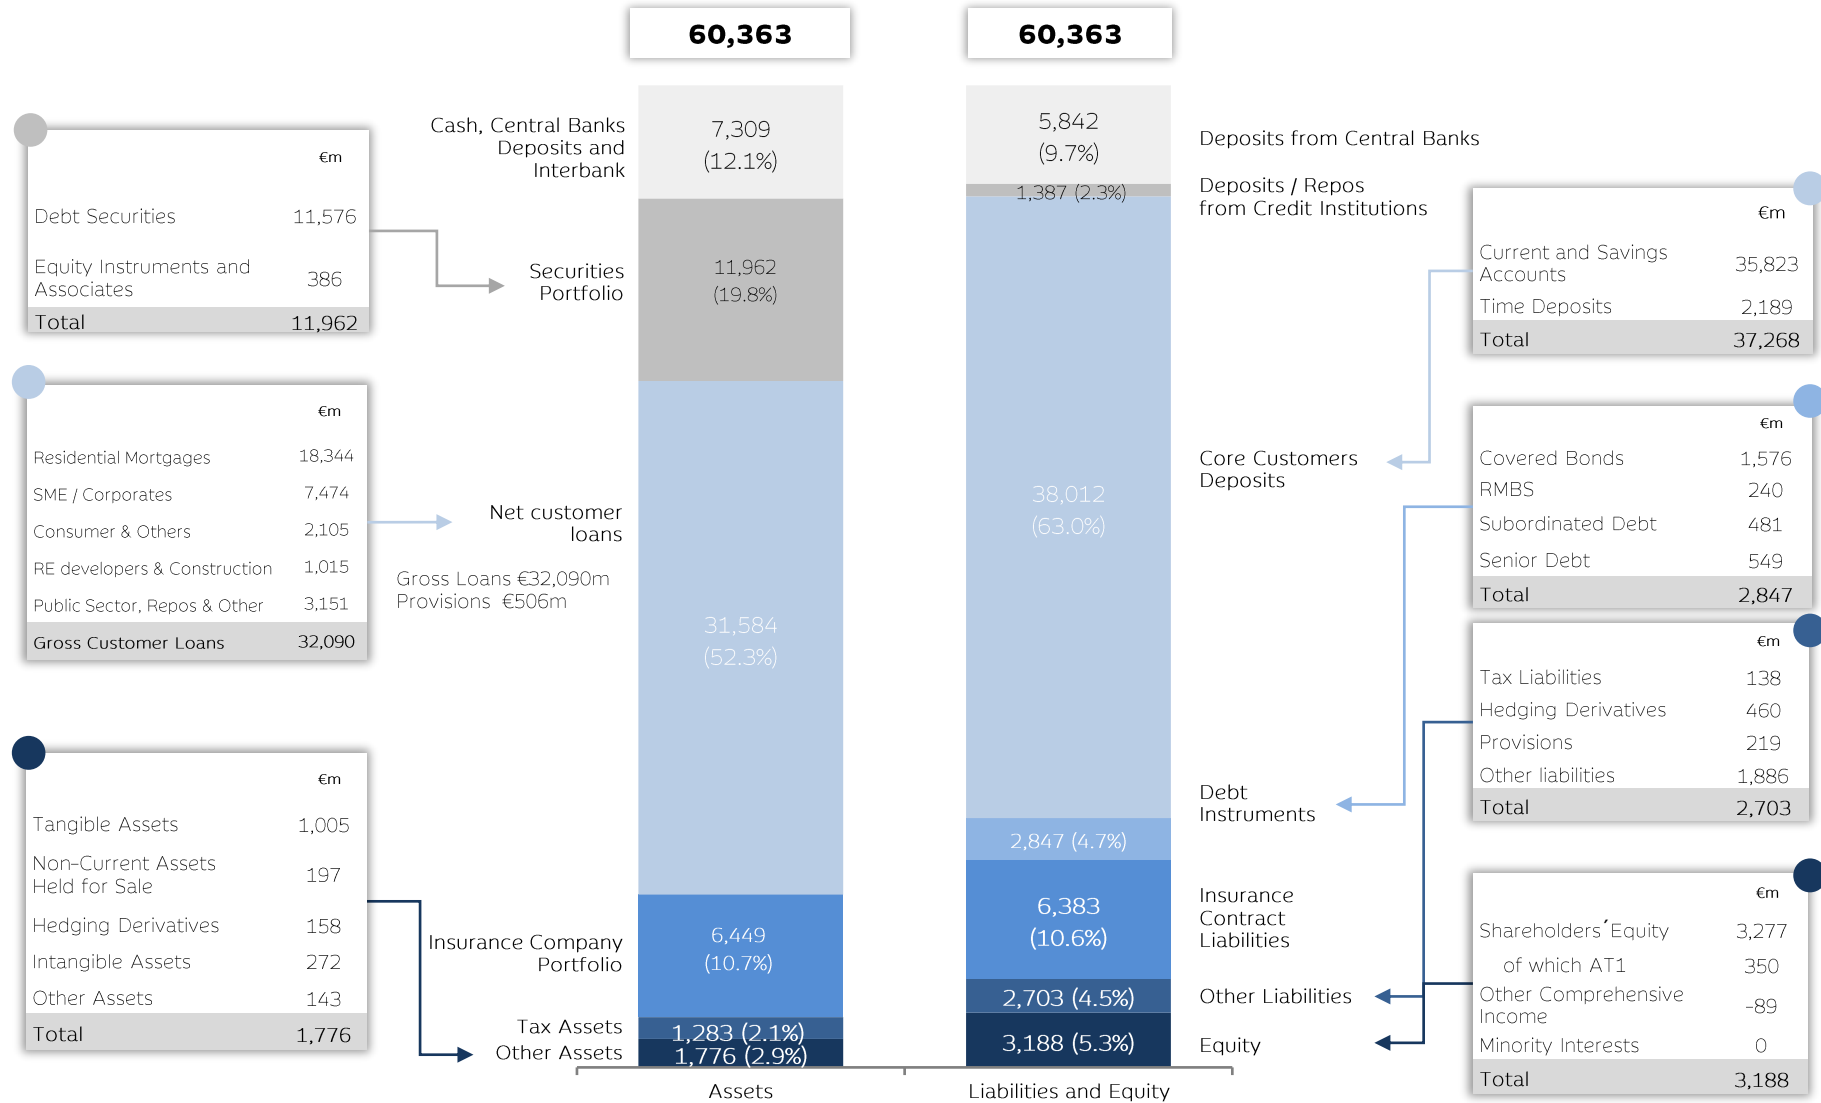 60,363
60,363
€m
Debt Securities 11,576
Equity Instruments and
Associates 386
Total 11,962
€m
Residential Mortgages 18,344
SME / Corporates 7,474
Consumer & Others 2,105
RE developers & Construction 1,015
Public Sector, Repos & Other 3,151
Gross Customer Loans 32,090
€m
Tangible Assets 1,005
Non-Current Assets
Held for Sale 197
Hedging Derivatives 158
Intangible Assets 272
Other Assets 143
Total 1,776
Cash, Central Banks
Deposits and
Interbank
Securities
Portfolio
Net customer
loans
Gross Loans €32,090m
Provisions €506m
Insurance Company
Portfolio
Tax Assets
Other Assets
7,309
(12.1%)
11,962
(19.8%)
31,584
(52.3%)
6,449
(10.7%)
1,283 (2.1%)
1,776 (2.9%)
Assets
5,842
(9.7%)
1,387 (2.3%)
38,012
(63.0%)
2,847 (4.7%)
6,383
(10.6%)
2,703 (4.5%)
3,188 (5.3%)
Liabilities and Equity
Deposits from Central Banks
Deposits / Repos
from Credit Institutions
Core Customers
Deposits
Debt
Instruments
Insurance
Contract
Liabilities
Other Liabilities
Equity
€m
Current and Savings
Accounts 35,823
Time Deposits 2,189
Total 37,268
€m
Covered Bonds 1,576
RMBS 240
Subordinated Debt 481
Senior Debt 549
Total 2,847
€m
Tax Liabilities 138
Hedging Derivatives 460
Provisions 219
Other liabilities 1,886
Total 2,703
€m
Shareholders´Equity 3,277
of which AT1 350
Other Comprehensive
Income -89
Minority Interests 0
Total 3,188